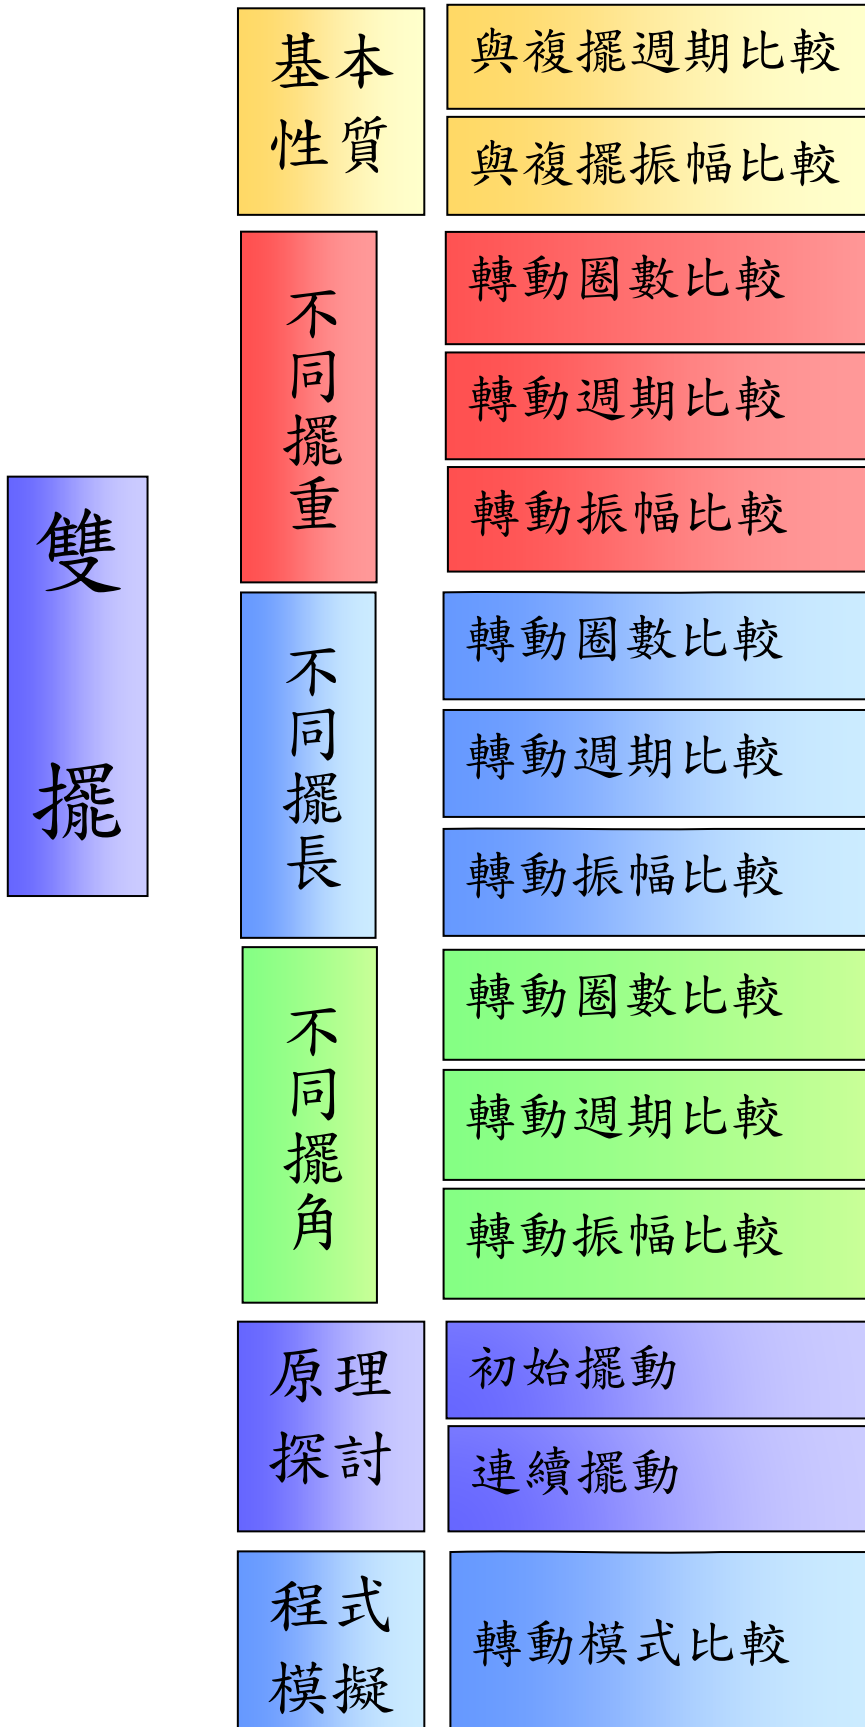 雙擺
基本
性質
與複擺週期比較
與複擺振幅比較
不同擺重
轉動圈數比較
轉動週期比較
轉動振幅比較
不同擺長
轉動圈數比較
轉動週期比較
轉動振幅比較
不同擺角
轉動圈數比較
轉動週期比較
轉動振幅比較
原理
探討
初始擺動
連續擺動
程式
模擬
轉動模式比較